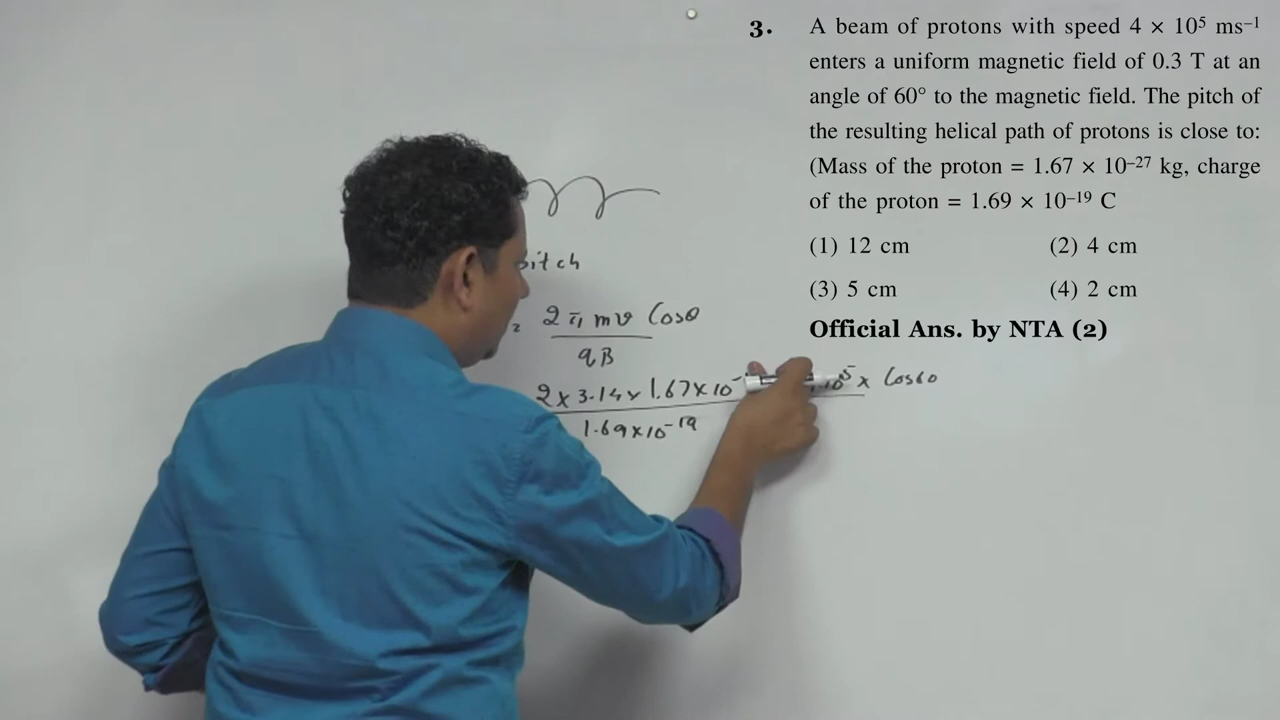 3. A beam of protons with speed 4 × 10⁵ ms⁻¹
enters a uniform magnetic field of 0.3 T at an
angle of 60° to the magnetic field. The pitch of
the resulting helical path of protons is close to:
(Mass of the proton = 1.67 × 10⁻²⁷ kg, charge
of the proton = 1.69 × 10⁻¹⁹ C
(1) 12 cm (2) 4 cm
(3) 5 cm (4) 2 cm
Official Ans. by NTA (2)
pitch
2 π mv Cosθ
qB
2 × 3.14 × 1.67 × 10⁻ 10⁵ × Cos60
1.69 × 10⁻¹⁹